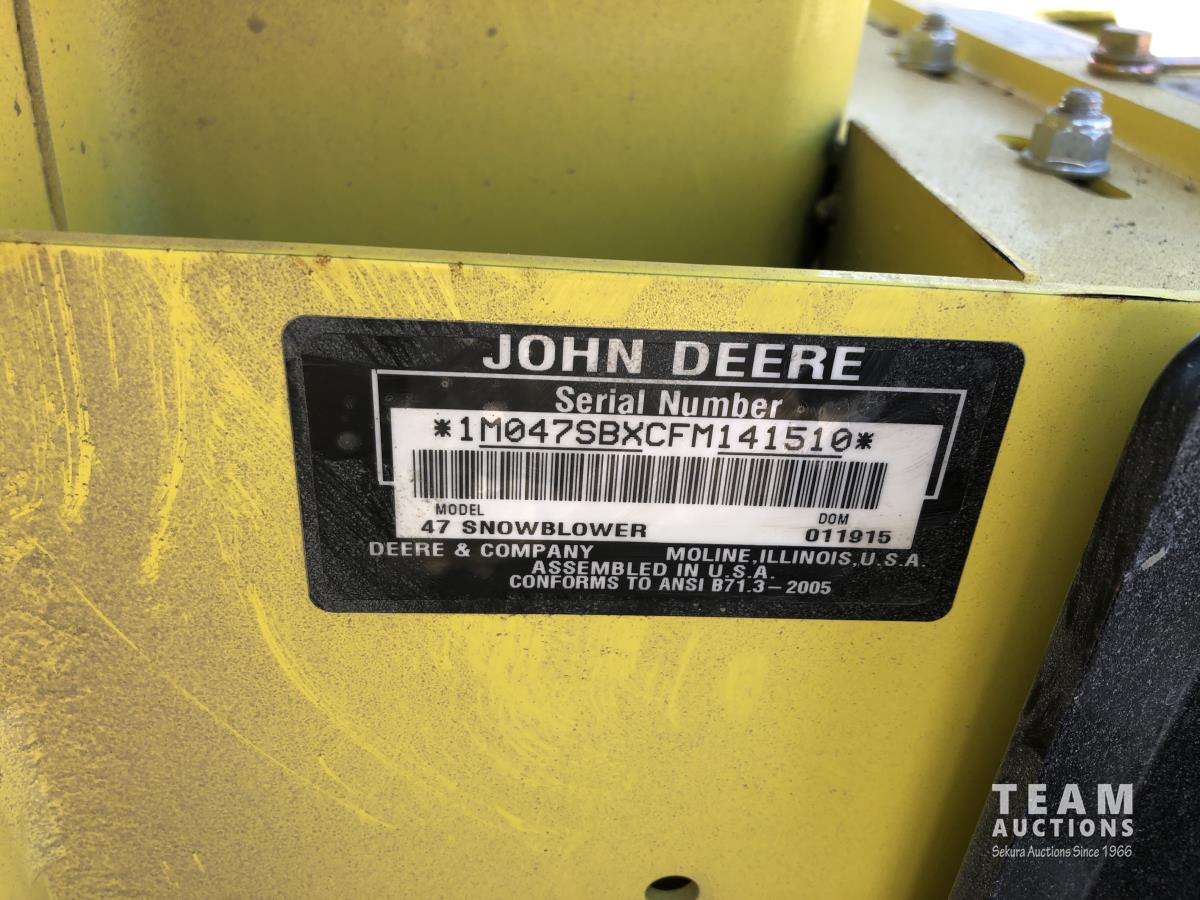 JOHN DEERE
Serial Number
*1M047SBXCFM141510*
MODEL DOM
47 SNOWBLOWER 011915
DEERE & COMPANY MOLINE, ILLINOIS, U.S.A.
ASSEMBLED IN U.S.A.
CONFORMS TO ANSI B71.3-2005
TEAM
AUCTIONS
Sekura Auctions Since 1966